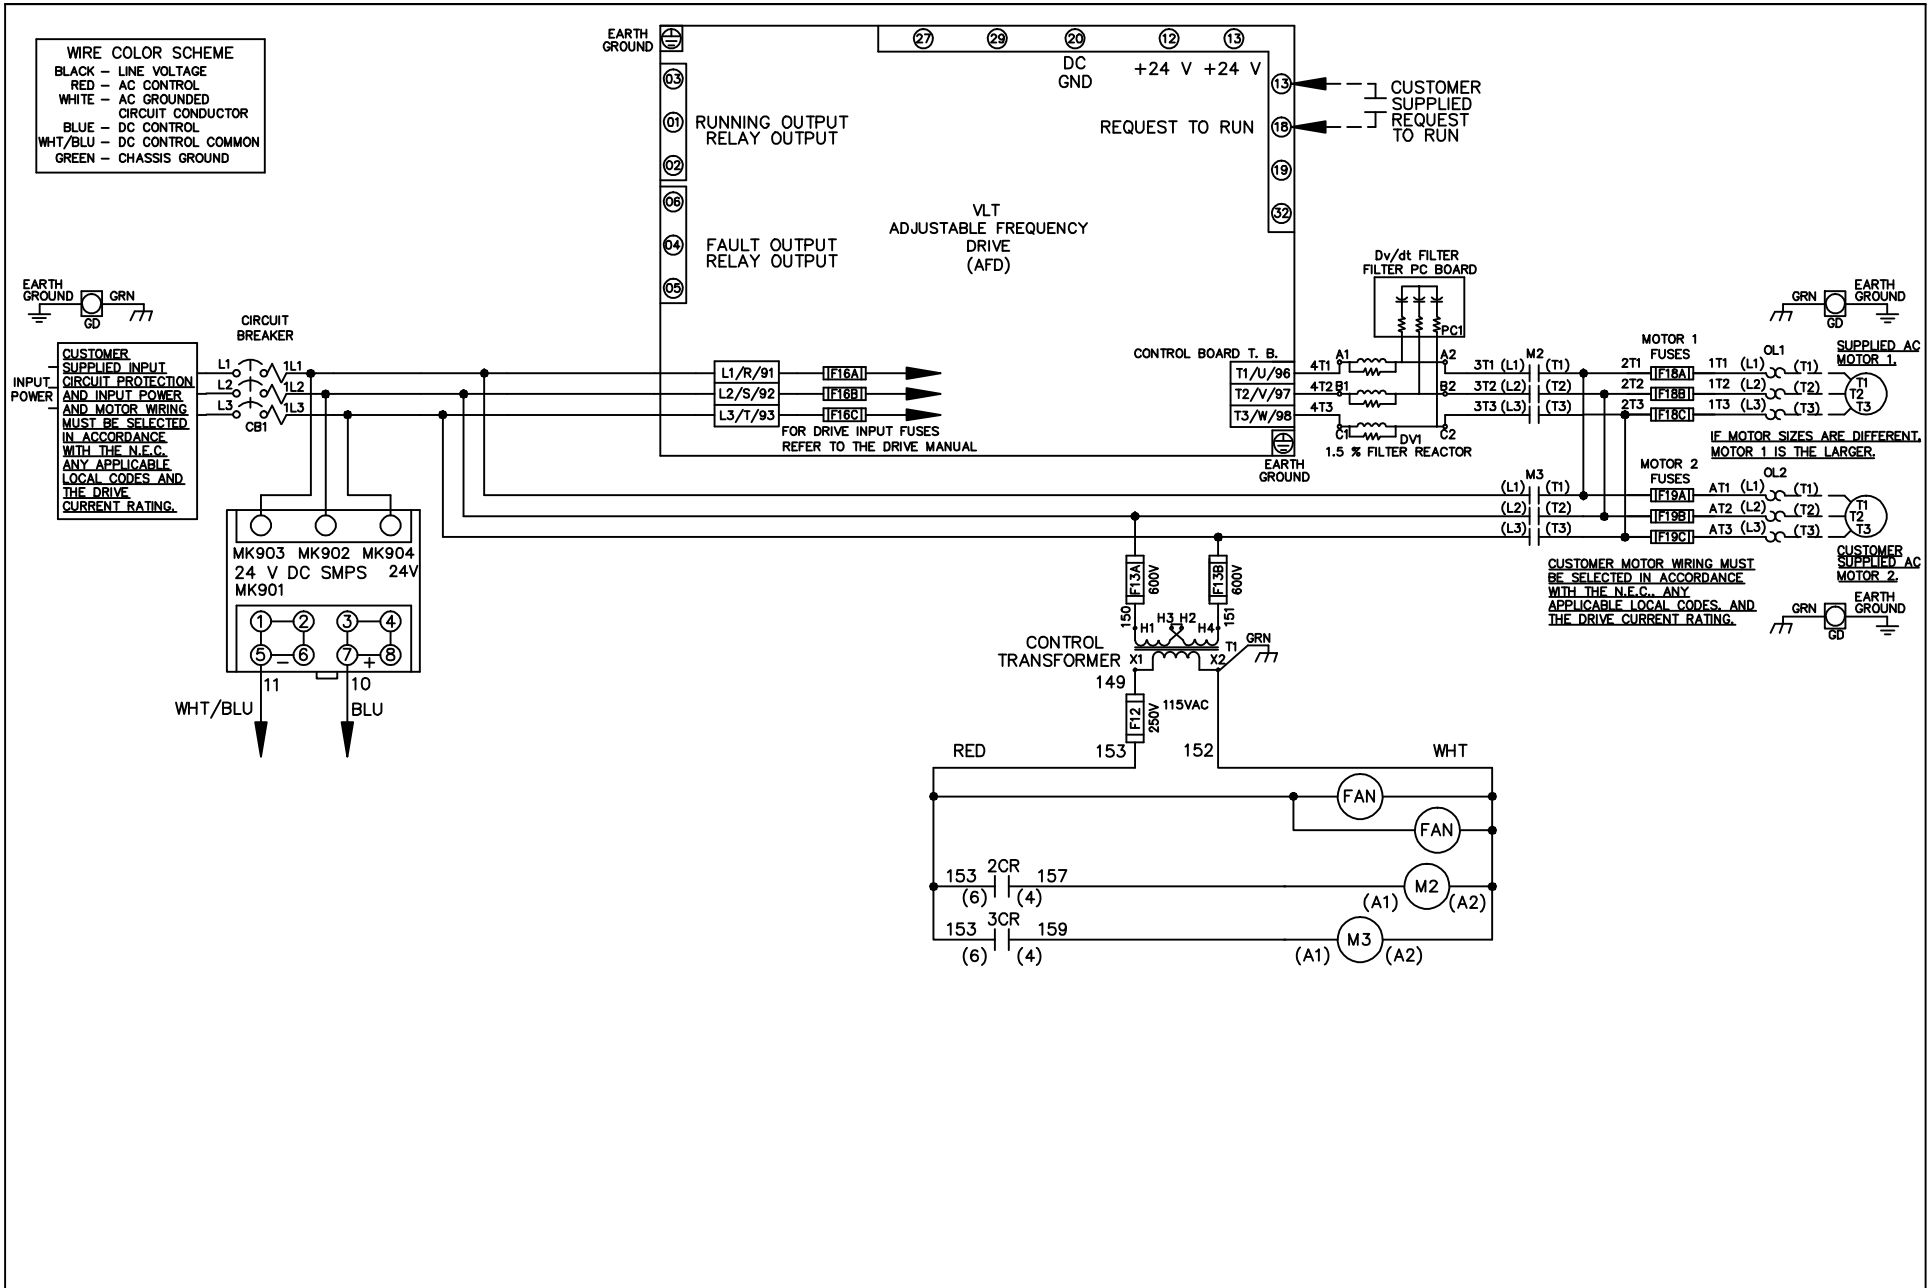 WIRE COLOR SCHEME
BLACK – LINE VOLTAGE
RED – AC CONTROL
WHITE – AC GROUNDED
CIRCUIT CONDUCTOR
BLUE – DC CONTROL
WHT/BLU – DC CONTROL COMMON
GREEN – CHASSIS GROUND
EARTH
GROUND
27 29 20 12 13
DC
GND
+24 V +24 V
03
01
02
RUNNING OUTPUT
RELAY OUTPUT
06
04
05
FAULT OUTPUT
RELAY OUTPUT
13
REQUEST TO RUN 18
19
32
CUSTOMER
SUPPLIED
REQUEST
TO RUN
VLT
ADJUSTABLE FREQUENCY
DRIVE
(AFD)
EARTH
GROUND
GRN
GD
INPUT
POWER
CUSTOMER
SUPPLIED INPUT
CIRCUIT PROTECTION
AND INPUT POWER
AND MOTOR WIRING
MUST BE SELECTED
IN ACCORDANCE
WITH THE N.E.C.
ANY APPLICABLE
LOCAL CODES AND
THE DRIVE
CURRENT RATING.
CIRCUIT
BREAKER
L1 1L1
L2 1L2
L3 1L3
CB1
L1/R/91 F16A
L2/S/92 F16B
L3/T/93 F16C
FOR DRIVE INPUT FUSES
REFER TO THE DRIVE MANUAL
CONTROL BOARD T. B.
T1/U/96
T2/V/97
T3/W/98
EARTH
GROUND
Dv/dt FILTER
FILTER PC BOARD
PC1
4T1 A1 A2
4T2 B1 B2
4T3 C1 C2
DV1
1.5 % FILTER REACTOR
M2
3T1 (L1) (T1)
3T2 (L2) (T2)
3T3 (L3) (T3)
MOTOR 1
FUSES
2T1 F18A 1T1 (L1)
2T2 F18B 1T2 (L2)
2T3 F18C 1T3 (L3)
OL1
(T1)
(T2)
(T3)
T1
T2
T3
GRN
GD
EARTH
GROUND
SUPPLIED AC
MOTOR 1.
IF MOTOR SIZES ARE DIFFERENT,
MOTOR 1 IS THE LARGER.
M3
(L1) (T1)
(L2) (T2)
(L3) (T3)
MOTOR 2
FUSES
F19A AT1 (L1)
F19B AT2 (L2)
F19C AT3 (L3)
OL2
(T1)
(T2)
(T3)
T1
T2
T3
CUSTOMER
SUPPLIED AC
MOTOR 2.
CUSTOMER MOTOR WIRING MUST
BE SELECTED IN ACCORDANCE
WITH THE N.E.C., ANY
APPLICABLE LOCAL CODES, AND
THE DRIVE CURRENT RATING.
GRN
GD
EARTH
GROUND
MK903 MK902 MK904
24 V DC SMPS 24V
MK901
1 2 3 4
5 – 6 7 + 8
11 10
WHT/BLU BLU
F13A
600V
F13B
600V
150
151
H1 H3 H2 H4
CONTROL
TRANSFORMER
T1
GRN
X1 X2
149
F12
250V
115VAC
RED 153 152 WHT
FAN
FAN
2CR
153 157
(6) (4)
M2
(A1) (A2)
3CR
153 159
(6) (4)
M3
(A1) (A2)